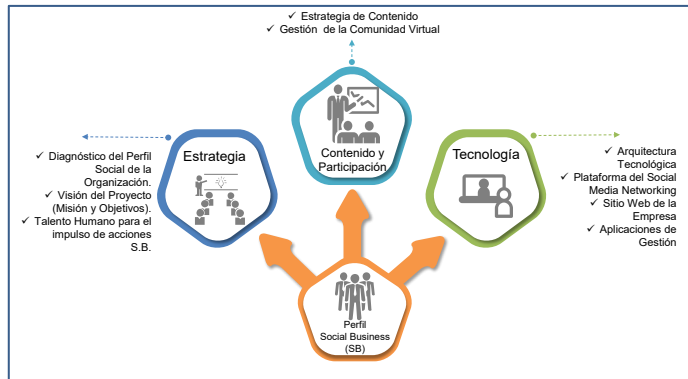 ✓ Estrategia de Contenido
✓ Gestión de la Comunidad Virtual
Estrategia
✓ Diagnóstico del Perfil
Social de la
Organización.
✓ Visión del Proyecto
(Misión y Objetivos).
✓ Talento Humano para el
impulso de acciones
S.B.
Contenido y
Participación
Tecnología
✓ Arquitectura
Tecnológica
✓ Plataforma del Social
Media Networking
✓ Sitio Web de la
Empresa
✓ Aplicaciones de
Gestión
Perfil
Social Business
(SB)